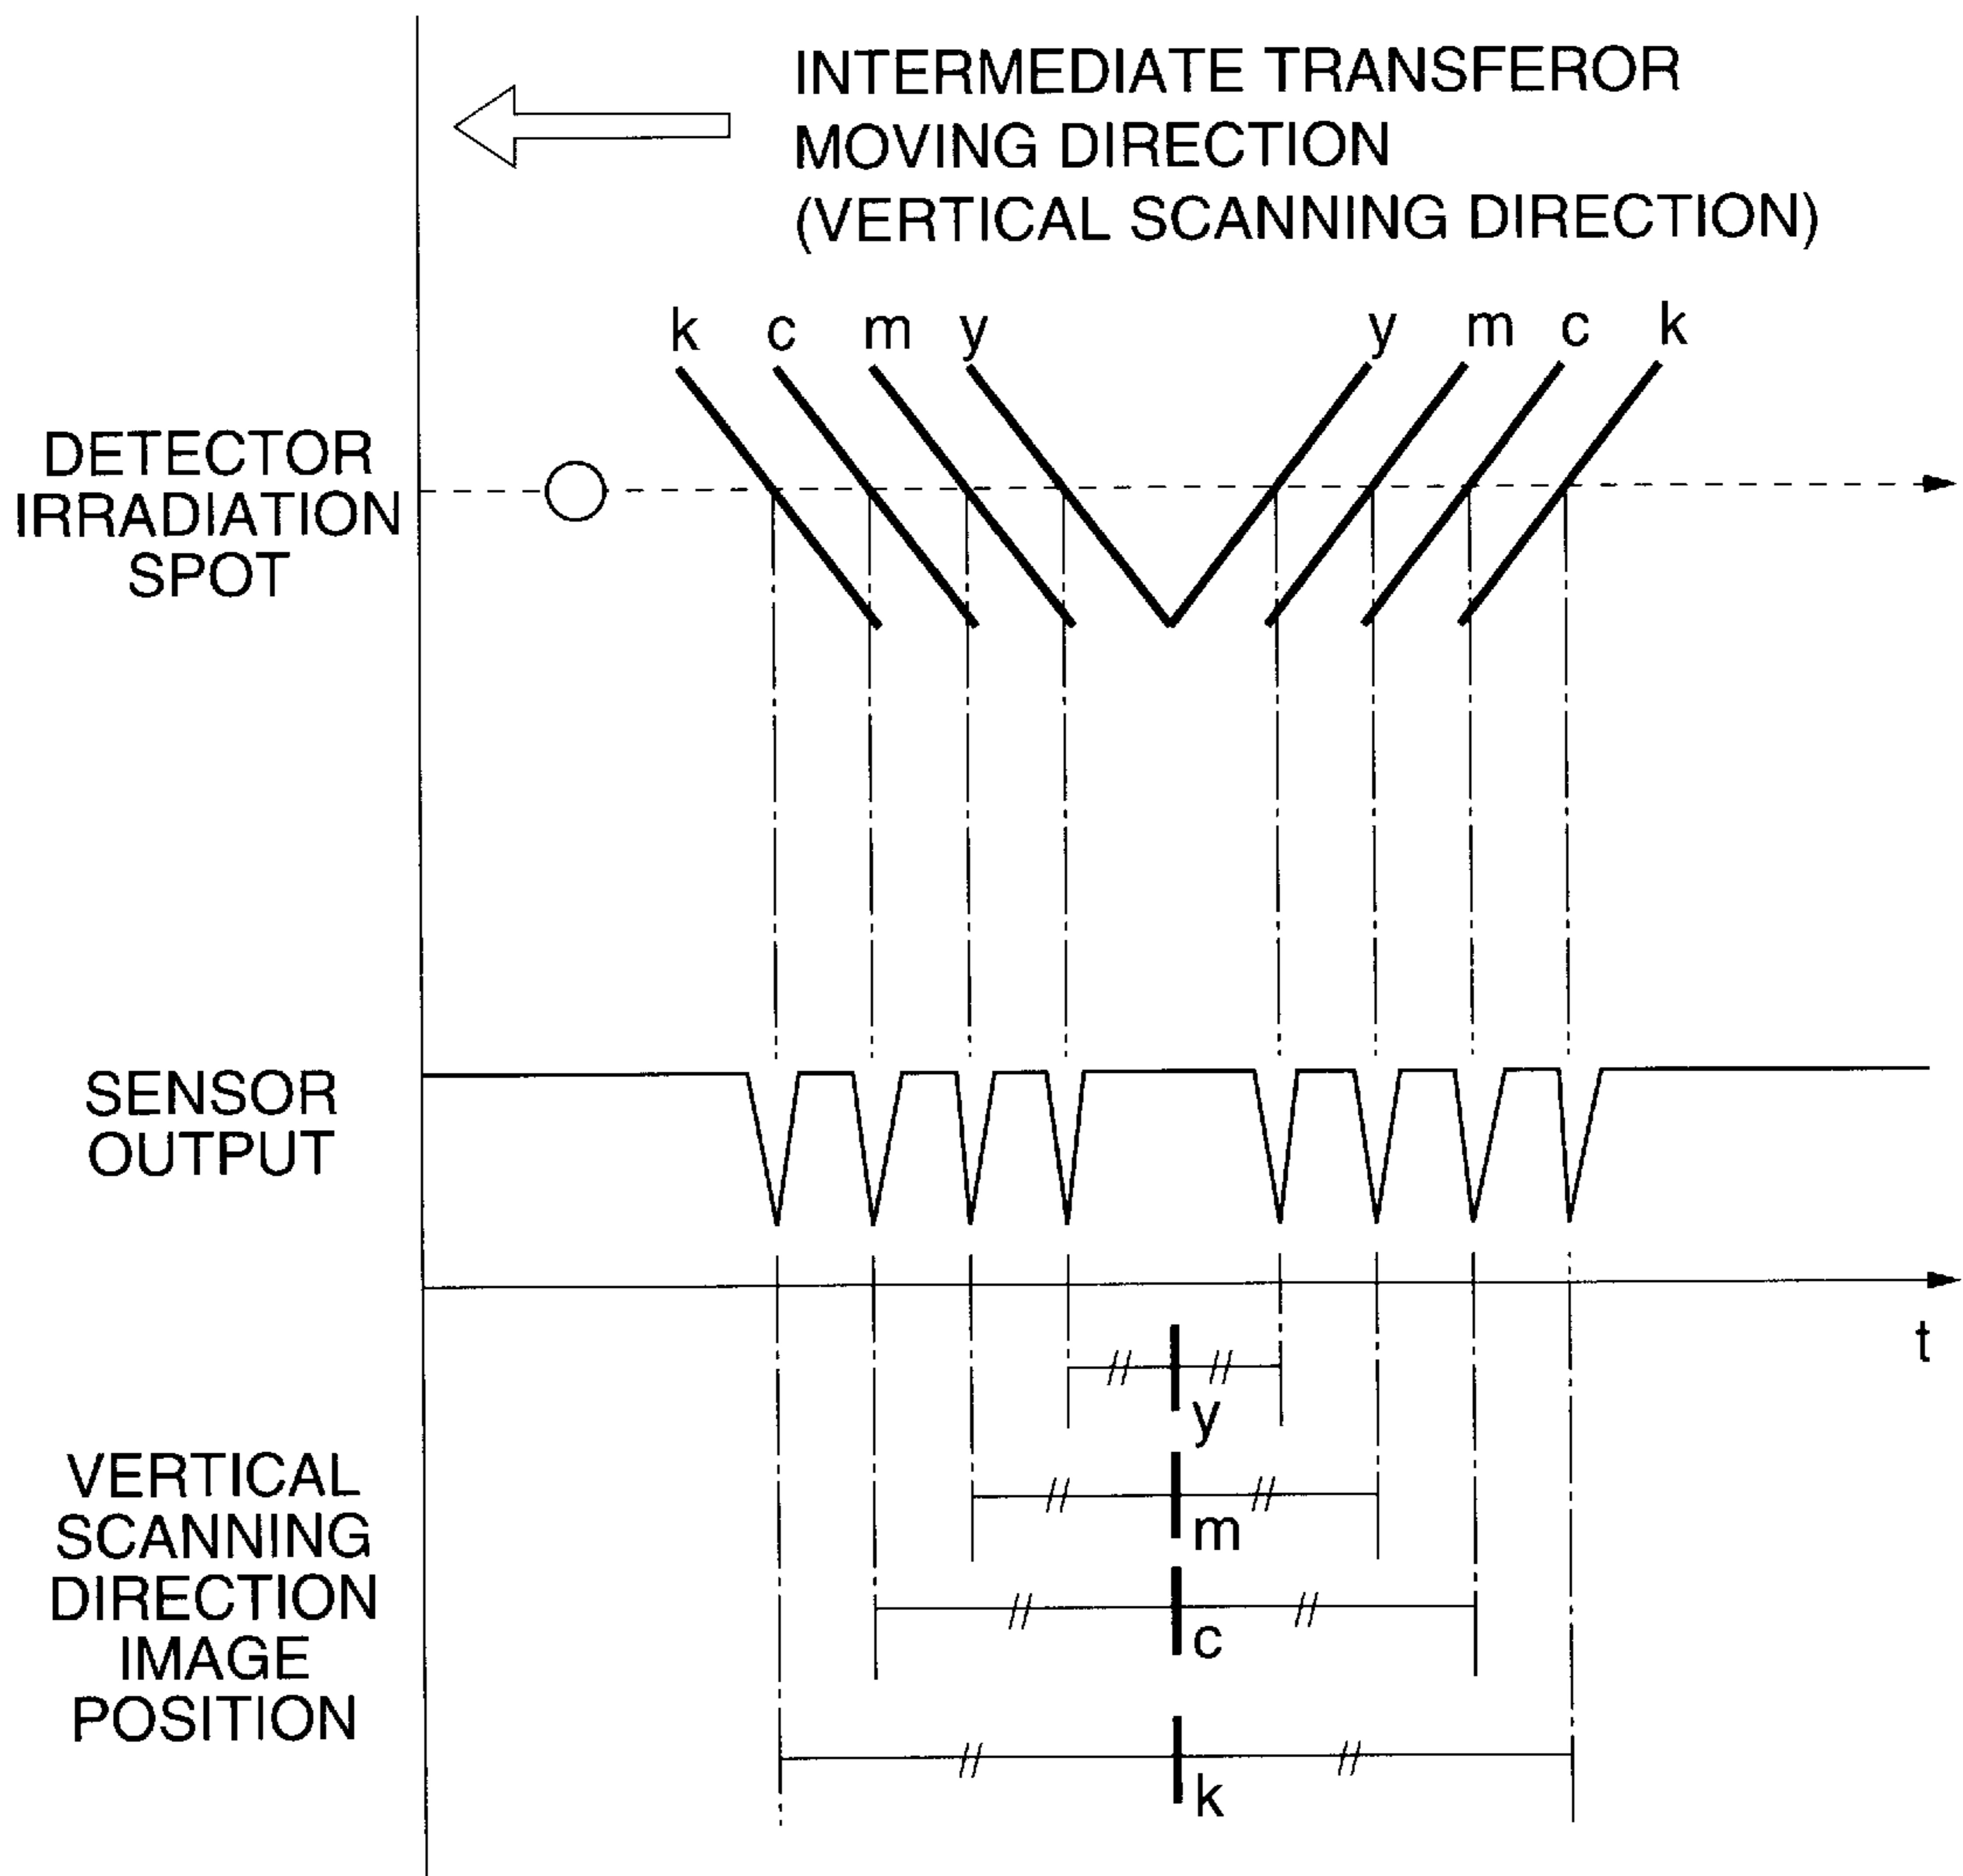 INTERMEDIATE TRANSFEROR
MOVING DIRECTION
(VERTICAL SCANNING DIRECTION)
k c m y y m c k
DETECTOR
IRRADIATION
SPOT
SENSOR
OUTPUT
t
y
m
c
k
VERTICAL
SCANNING
DIRECTION
IMAGE
POSITION